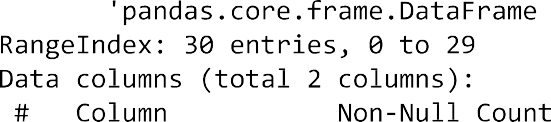 'pandas.core.frame.DataFrame
RangeIndex: 30 entries, 0 to 29
Data columns (total 2 columns):
# Column Non-Null Count